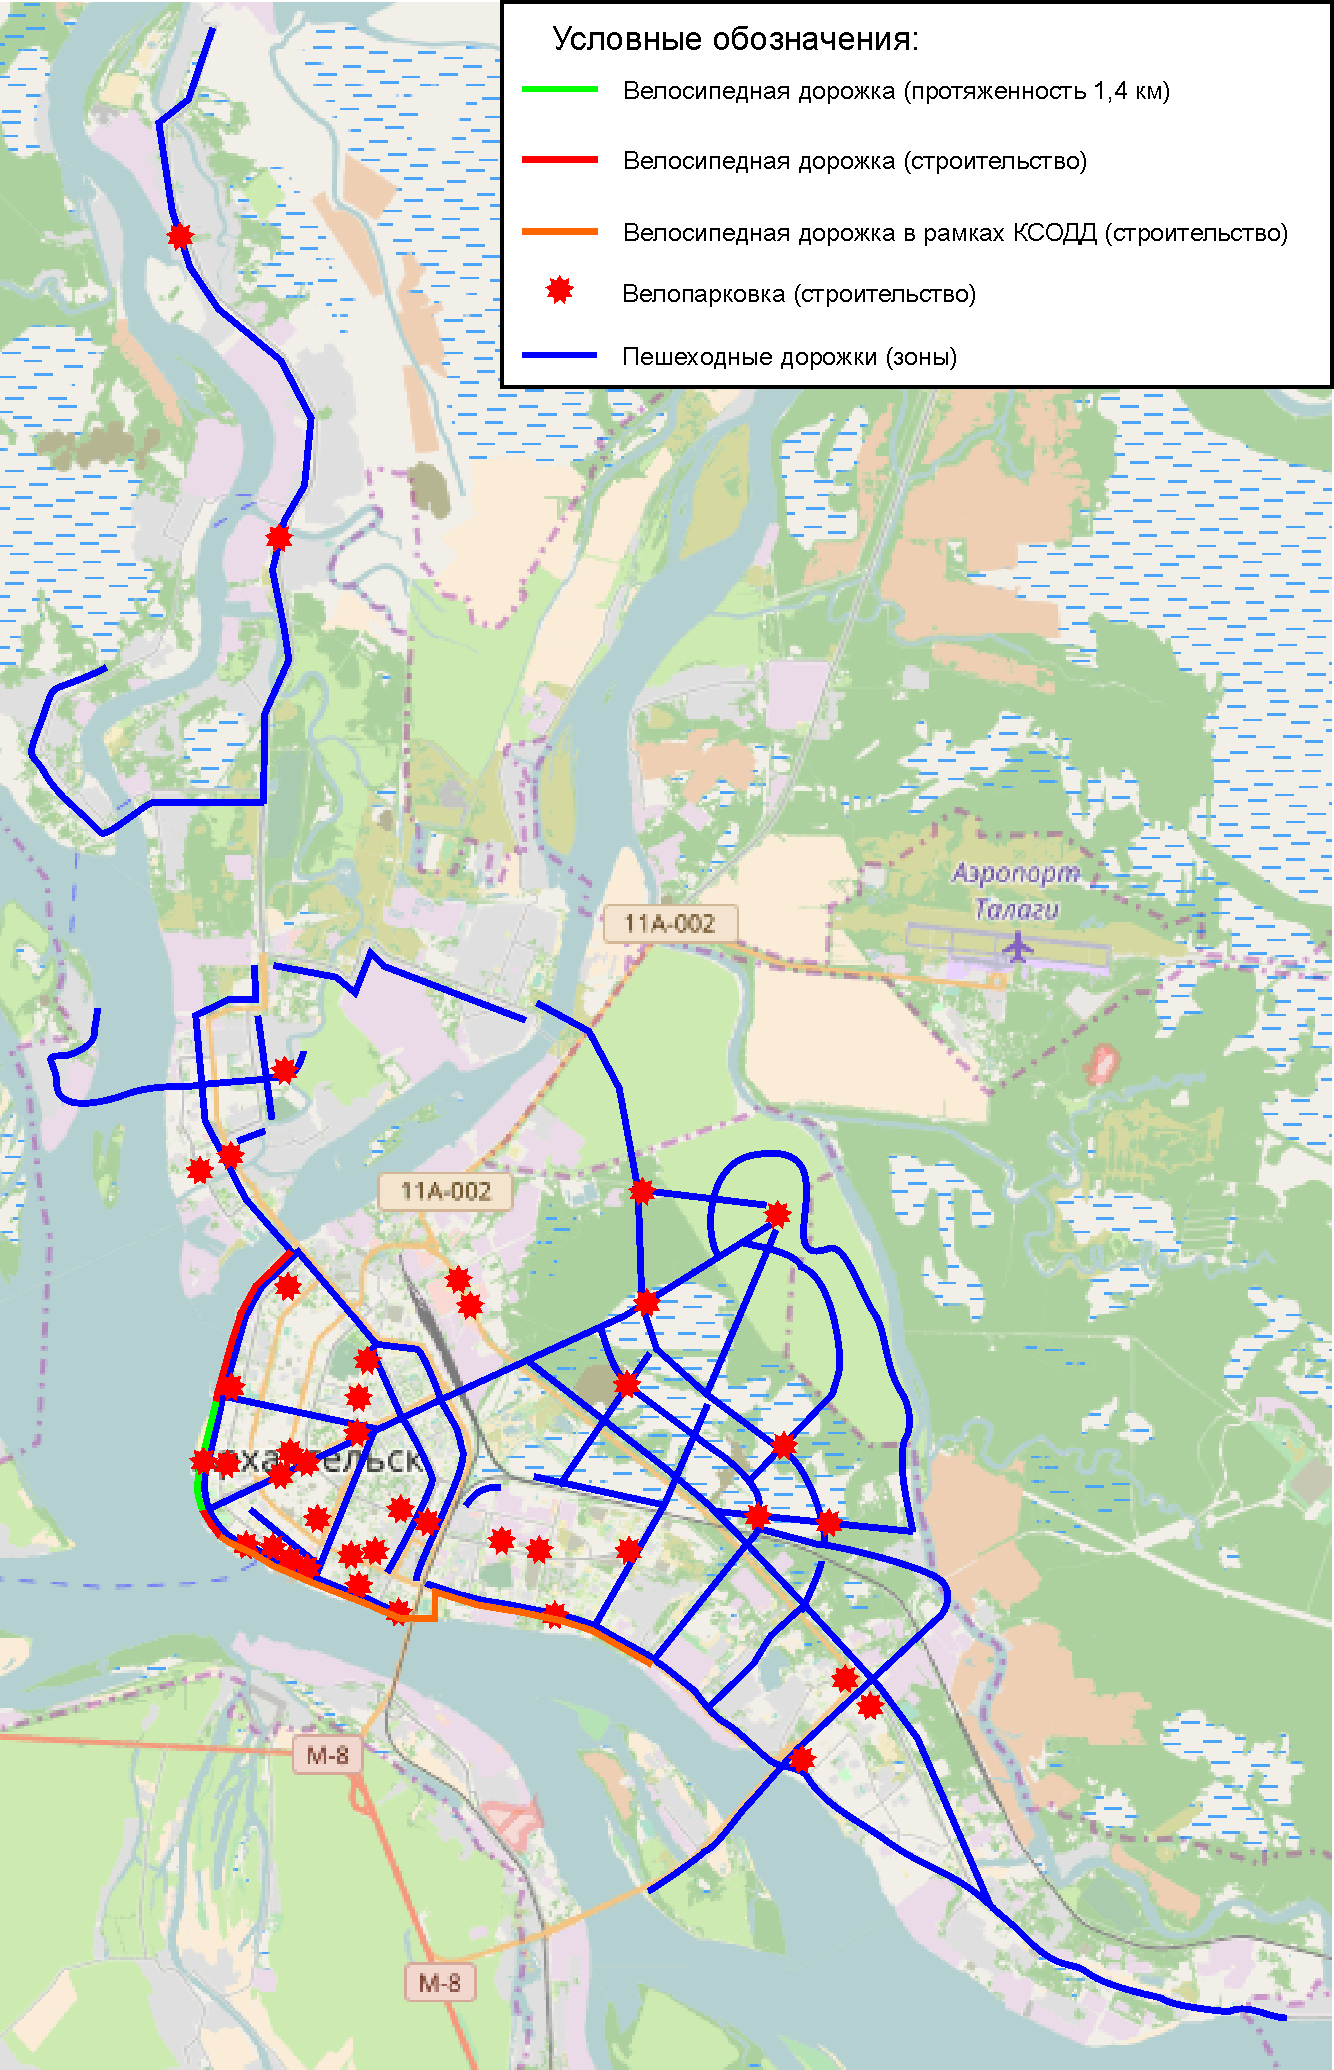 Условные обозначения:
Велосипедная дорожка (протяженность 1,4 км)
Велосипедная дорожка (строительство)
Велосипедная дорожка в рамках КСОДД (строительство)
Велопарковка (строительство)
Пешеходные дорожки (зоны)
Аэропорт
Талаги
11А-002
11А-002
М-8
М-8